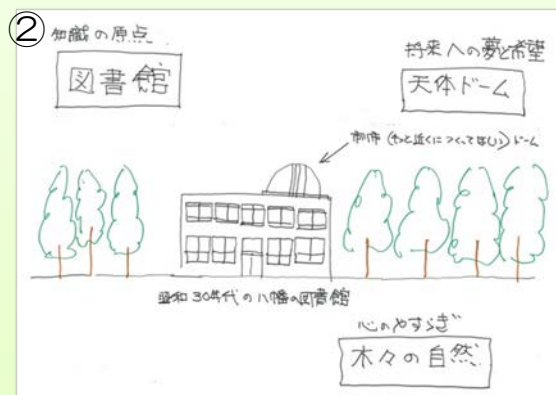 ②
知識の原点
図書館
将来への夢と希望
天体ドーム
(もっと近くにつくってほしい)ドーム
昭和30年代の八幡の図書館
心のやすらぎ
木々の自然